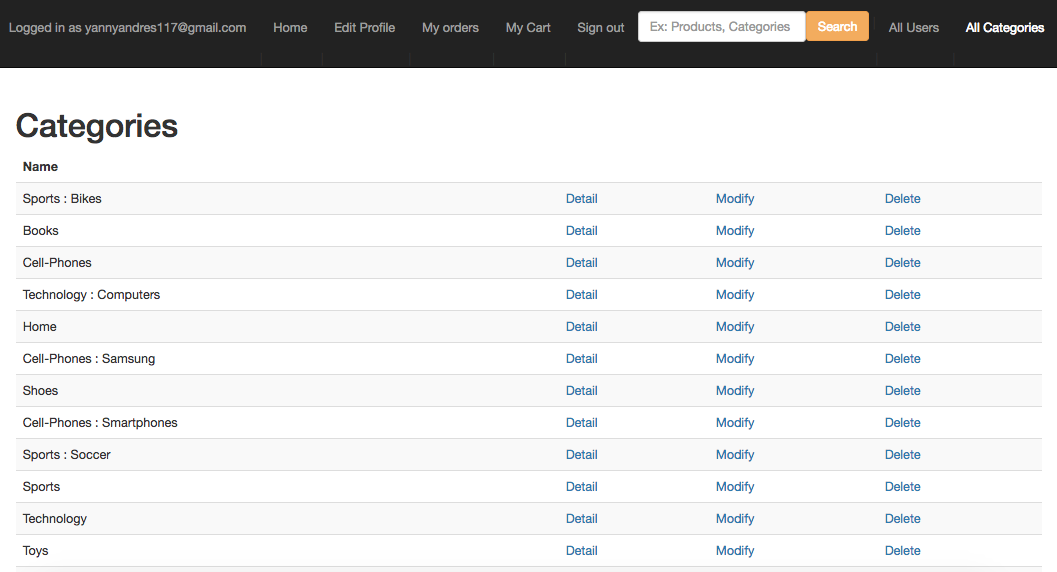 Logged in as yannyandres117@gmail.com Home Edit Profile My orders My Cart Sign out Ex: Products, Categories Search All Users All Categories
Categories
Name
Sports : Bikes Detail Modify Delete
Books Detail Modify Delete
Cell-Phones Detail Modify Delete
Technology : Computers Detail Modify Delete
Home Detail Modify Delete
Cell-Phones : Samsung Detail Modify Delete
Shoes Detail Modify Delete
Cell-Phones : Smartphones Detail Modify Delete
Sports : Soccer Detail Modify Delete
Sports Detail Modify Delete
Technology Detail Modify Delete
Toys Detail Modify Delete